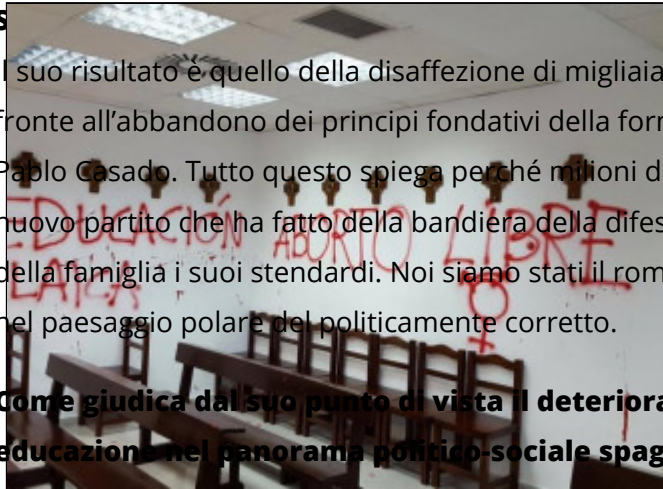 Il suo risultato è quello della disaffezione di migliaia
fronte all’abbandono dei principi fondativi della
Pablo Casado. Tutto questo spiega perché milioni d
nuovo partito che ha fatto della bandiera della difes
della famiglia i suoi stendardi. Noi siamo stati il rom
nel paesaggio polare del politicamente corretto.
Come giudica dal suo punto di vista il deteriora
educazione nel panorama politico-sociale spag
EDUCACIÓN ABORTO LIBRE
LAICA